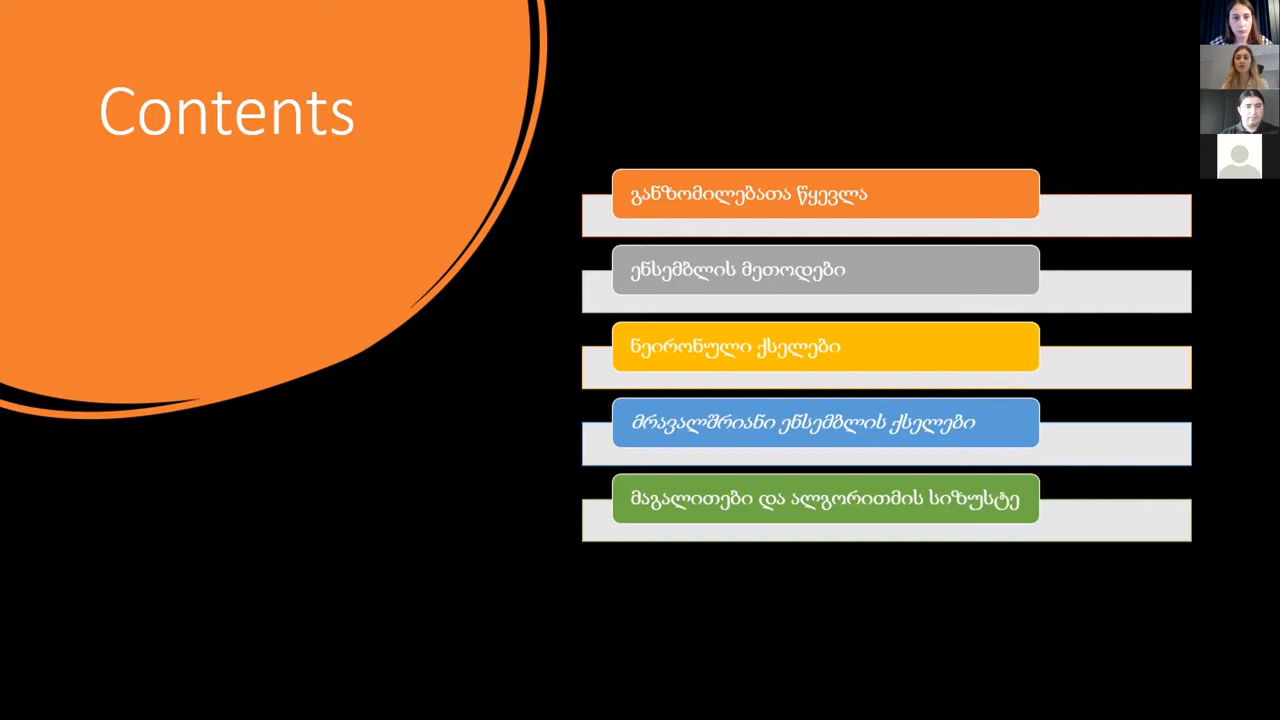 Contents
განზომილებათა წყევლა
ენსემბლის მეთოდები
ნეირონული ქსელები
მრავალშრიანი ენსემბლის ქსელები
მაგალითები და ალგორითმის სიზუსტე